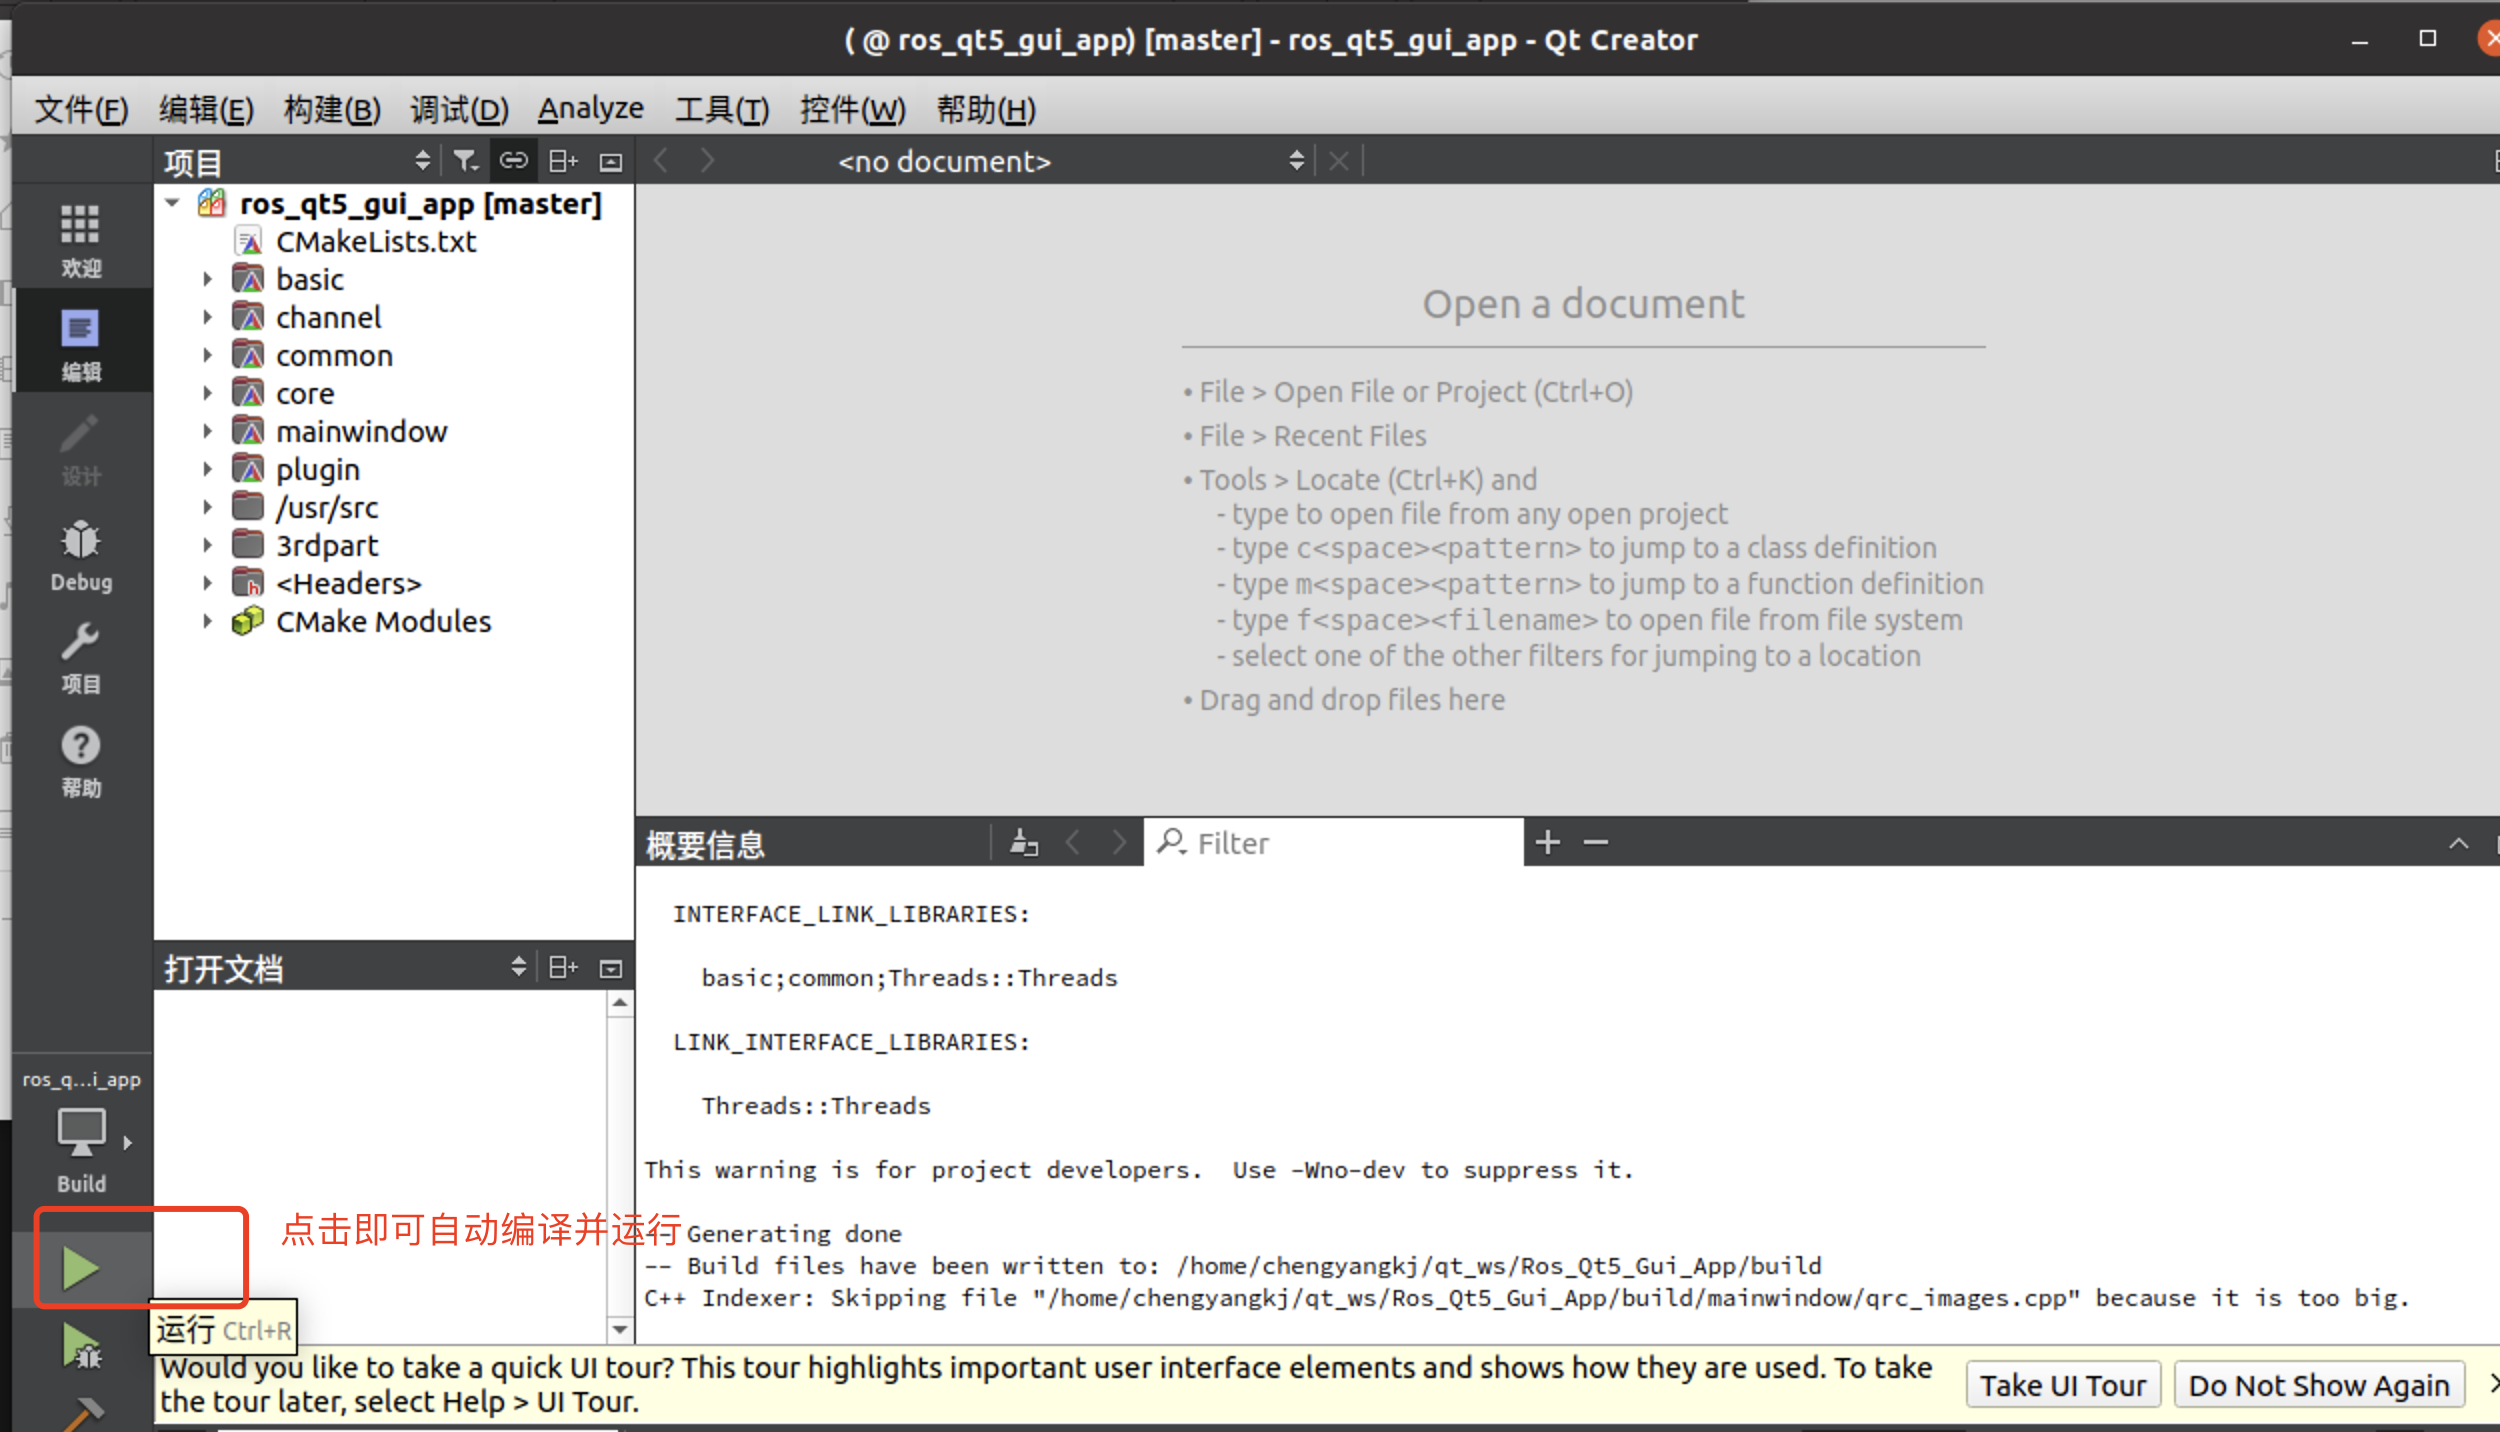 ( @ ros_qt5_gui_app) [master] - ros_qt5_gui_app - Qt Creator
文件(F) 编辑(E) 构建(B) 调试(D) Analyze 工具(T) 控件(W) 帮助(H)
项目
<no document>
欢迎
编辑
设计
Debug
项目
帮助
ros_qt5_gui_app [master]
CMakeLists.txt
basic
channel
common
core
mainwindow
plugin
/usr/src
3rdpart
<Headers>
CMake Modules
Open a document
• File > Open File or Project (Ctrl+O)
• File > Recent Files
• Tools > Locate (Ctrl+K) and
- type to open file from any open project
- type c<space><pattern> to jump to a class definition
- type m<space><pattern> to jump to a function definition
- type f<space><filename> to open file from file system
- select one of the other filters for jumping to a location
• Drag and drop files here
概要信息
Filter
INTERFACE_LINK_LIBRARIES:
basic;common;Threads::Threads
LINK_INTERFACE_LIBRARIES:
Threads::Threads
This warning is for project developers.  Use -Wno-dev to suppress it.
-- Generating done
-- Build files have been written to: /home/chengyangkj/qt_ws/Ros_Qt5_Gui_App/build
C++ Indexer: Skipping file "/home/chengyangkj/qt_ws/Ros_Qt5_Gui_App/build/mainwindow/qrc_images.cpp" because it is too big.
打开文档
ros_q...i_app
Build
点击即可自动编译并运行
运行 Ctrl+R
Would you like to take a quick UI tour? This tour highlights important user interface elements and shows how they are used. To take
the tour later, select Help > UI Tour.
Take UI Tour
Do Not Show Again